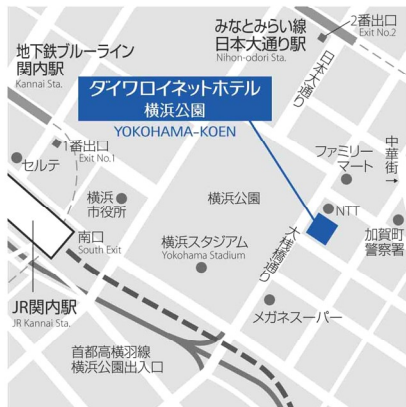 みなとみらい線
日本大通り駅
Nihon-odori Sta.
2番出口
Exit No.2
地下鉄ブルーライン
関内駅
Kannai Sta.
ダイワロイネットホテル
横浜公園
YOKOHAMA-KOEN
日本大通り
中華街→
1番出口
Exit No.1
セルテ
ファミリー
マート
横浜
市役所
横浜公園
NTT
加賀町
警察署
南口
South Exit
横浜スタジアム
Yokohama Stadium
大桟橋通り
JR関内駅
JR Kannai Sta.
メガネスーパー
首都高横羽線
横浜公園出入口